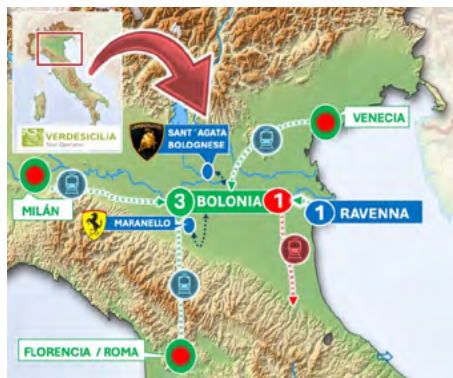 VERDESICILIA
Tour Operator
SANT´AGATA
BOLOGNESE
VENECIA
MILÁN
3 BOLONIA 1
1 RAVENNA
MARANELLO
FLORENCIA / ROMA